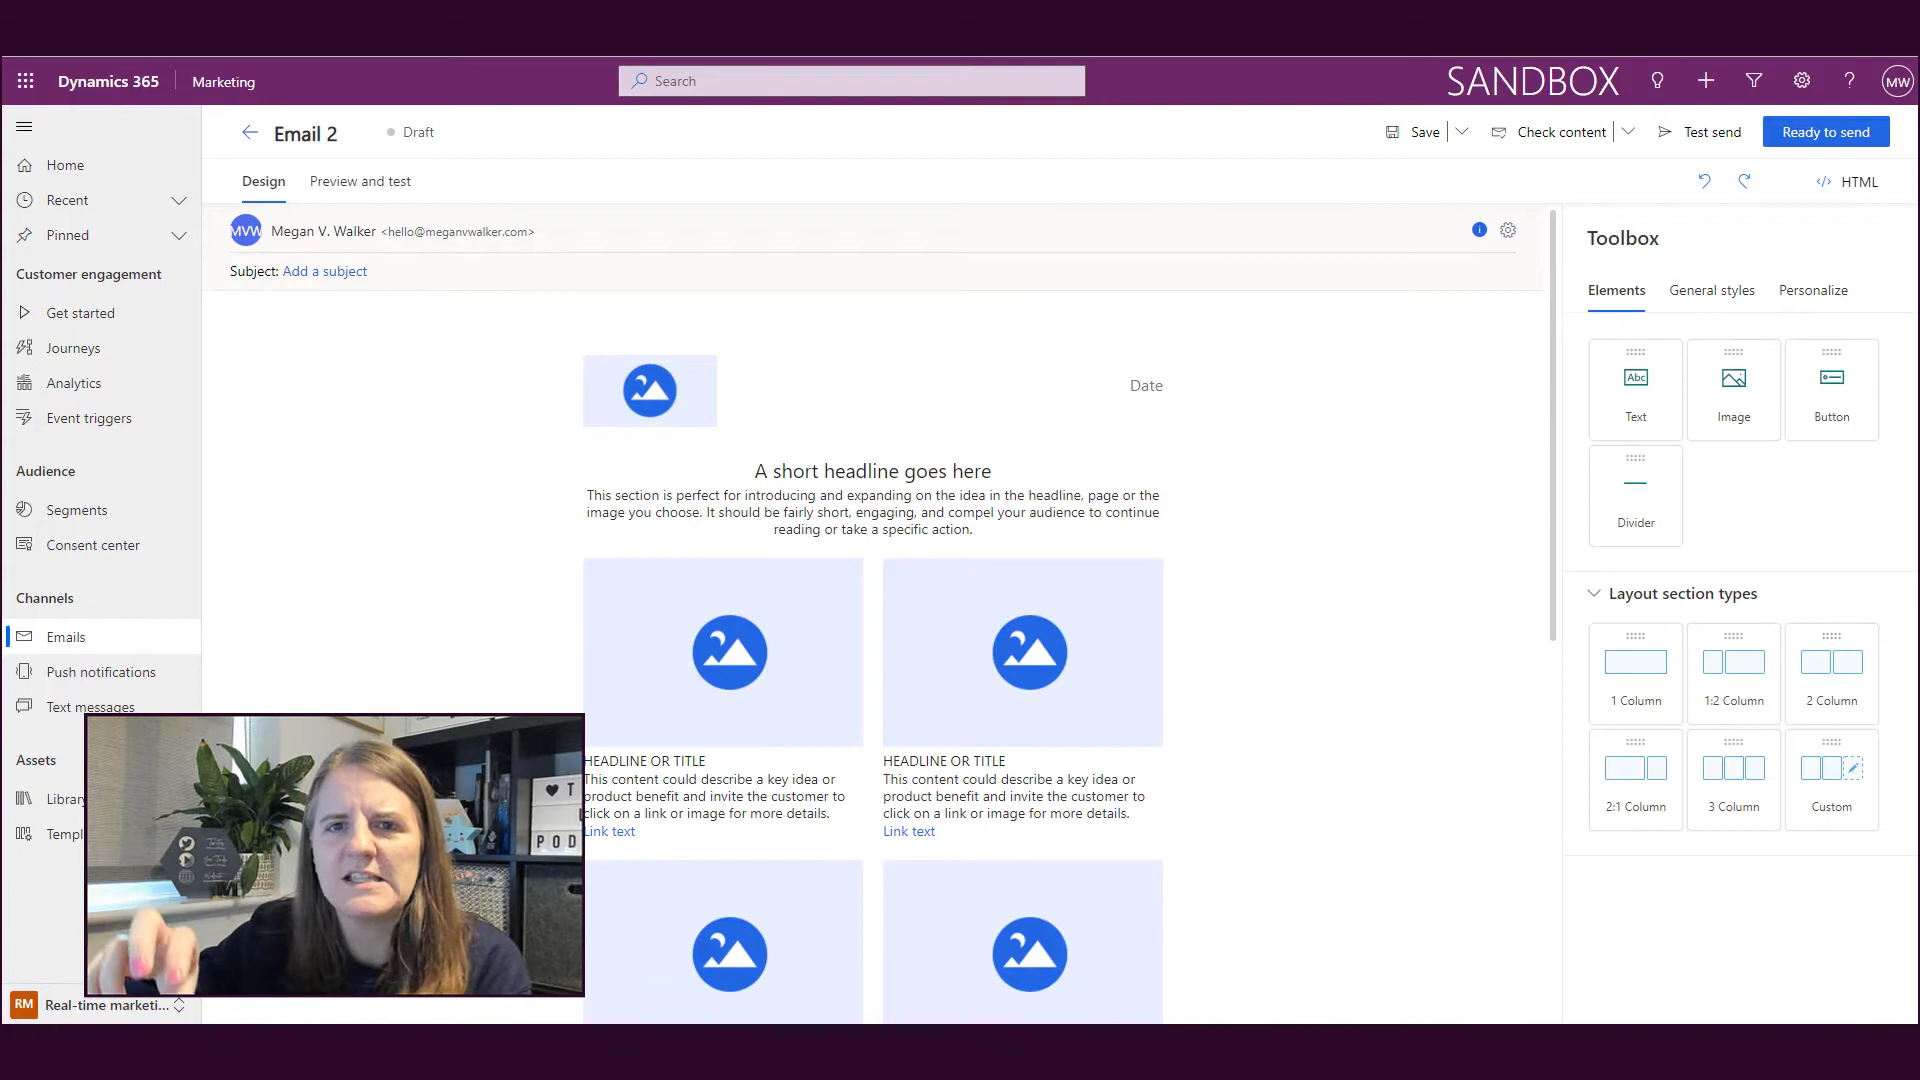 Dynamics 365
Marketing
Search
SANDBOX
MW
Home
Recent
Pinned
Customer engagement
Get started
Journeys
Analytics
Event triggers
Audience
Segments
Consent center
Channels
Emails
Push notifications
Text messages
Assets
Library
Templ
RM
Real-time marketi...
Email 2
Draft
Save
Check content
Test send
Ready to send
Design
Preview and test
HTML
MVW
Megan V. Walker <hello@meganvwalker.com>
Subject: Add a subject
Date
A short headline goes here
This section is perfect for introducing and expanding on the idea in the headline, page or the
image you choose. It should be fairly short, engaging, and compel your audience to continue
reading or take a specific action.
HEADLINE OR TITLE
This content could describe a key idea or
product benefit and invite the customer to
click on a link or image for more details.
Link text
HEADLINE OR TITLE
This content could describe a key idea or
product benefit and invite the customer to
click on a link or image for more details.
Link text
T
POD
Toolbox
Elements
General styles
Personalize
Abc
Text
Image
Button
Divider
Layout section types
1 Column
1:2 Column
2 Column
2:1 Column
3 Column
Custom